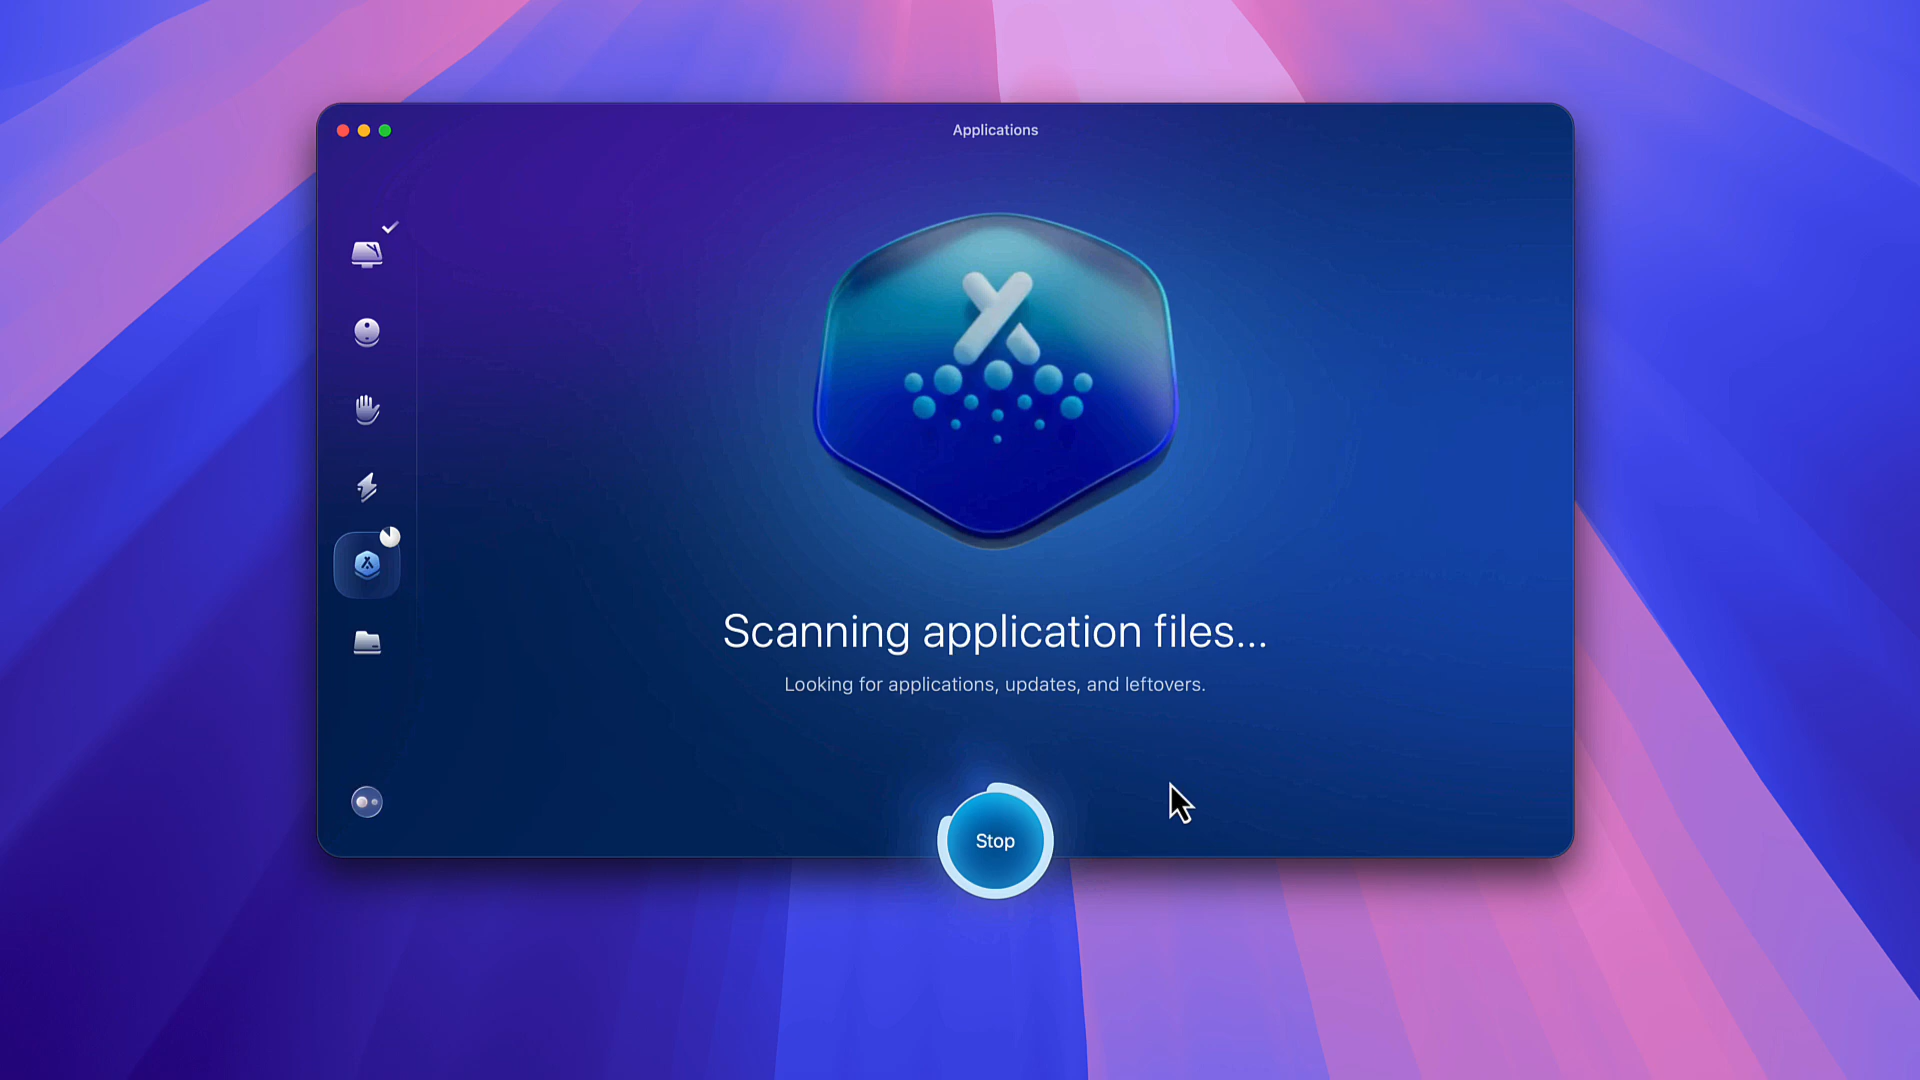 Applications
Scanning application files...
Looking for applications, updates, and leftovers.
Stop